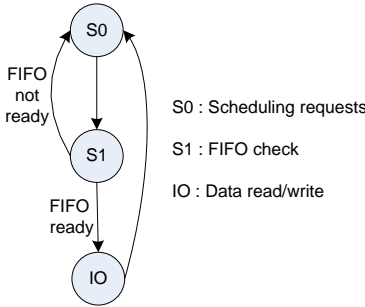 S0
FIFO
not
ready
S0 : Scheduling requests
S1
S1 : FIFO check
FIFO
ready
IO : Data read/write
IO